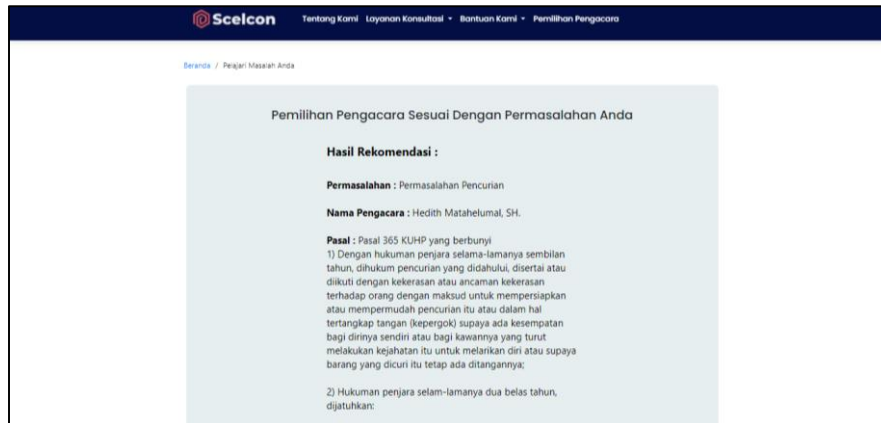 Scelcon Tentang Kami Layanan Konsultasi Bantuan Kami Pemilihan Pengacara
Beranda / Pelajari Masalah Anda
Pemilihan Pengacara Sesuai Dengan Permasalahan Anda
Hasil Rekomendasi :
Permasalahan : Permasalahan Pencurian
Nama Pengacara : Hedith Matahelumal, SH.
Pasal : Pasal 365 KUHP yang berbunyi
1) Dengan hukuman penjara selama-lamanya sembilan
tahun, dihukum pencurian yang didahului, disertai atau
diikuti dengan kekerasan atau ancaman kekerasan
terhadap orang dengan maksud untuk mempersiapkan
atau mempermudah pencurian itu atau dalam hal
tertangkap tangan (kepergok) supaya ada kesempatan
bagi dirinya sendiri atau bagi kawannya yang turut
melakukan kejahatan itu untuk melarikan diri atau supaya
barang yang dicuri itu tetap ada ditangannya;
2) Hukuman penjara selam-lamanya dua belas tahun,
dijatuhkan: